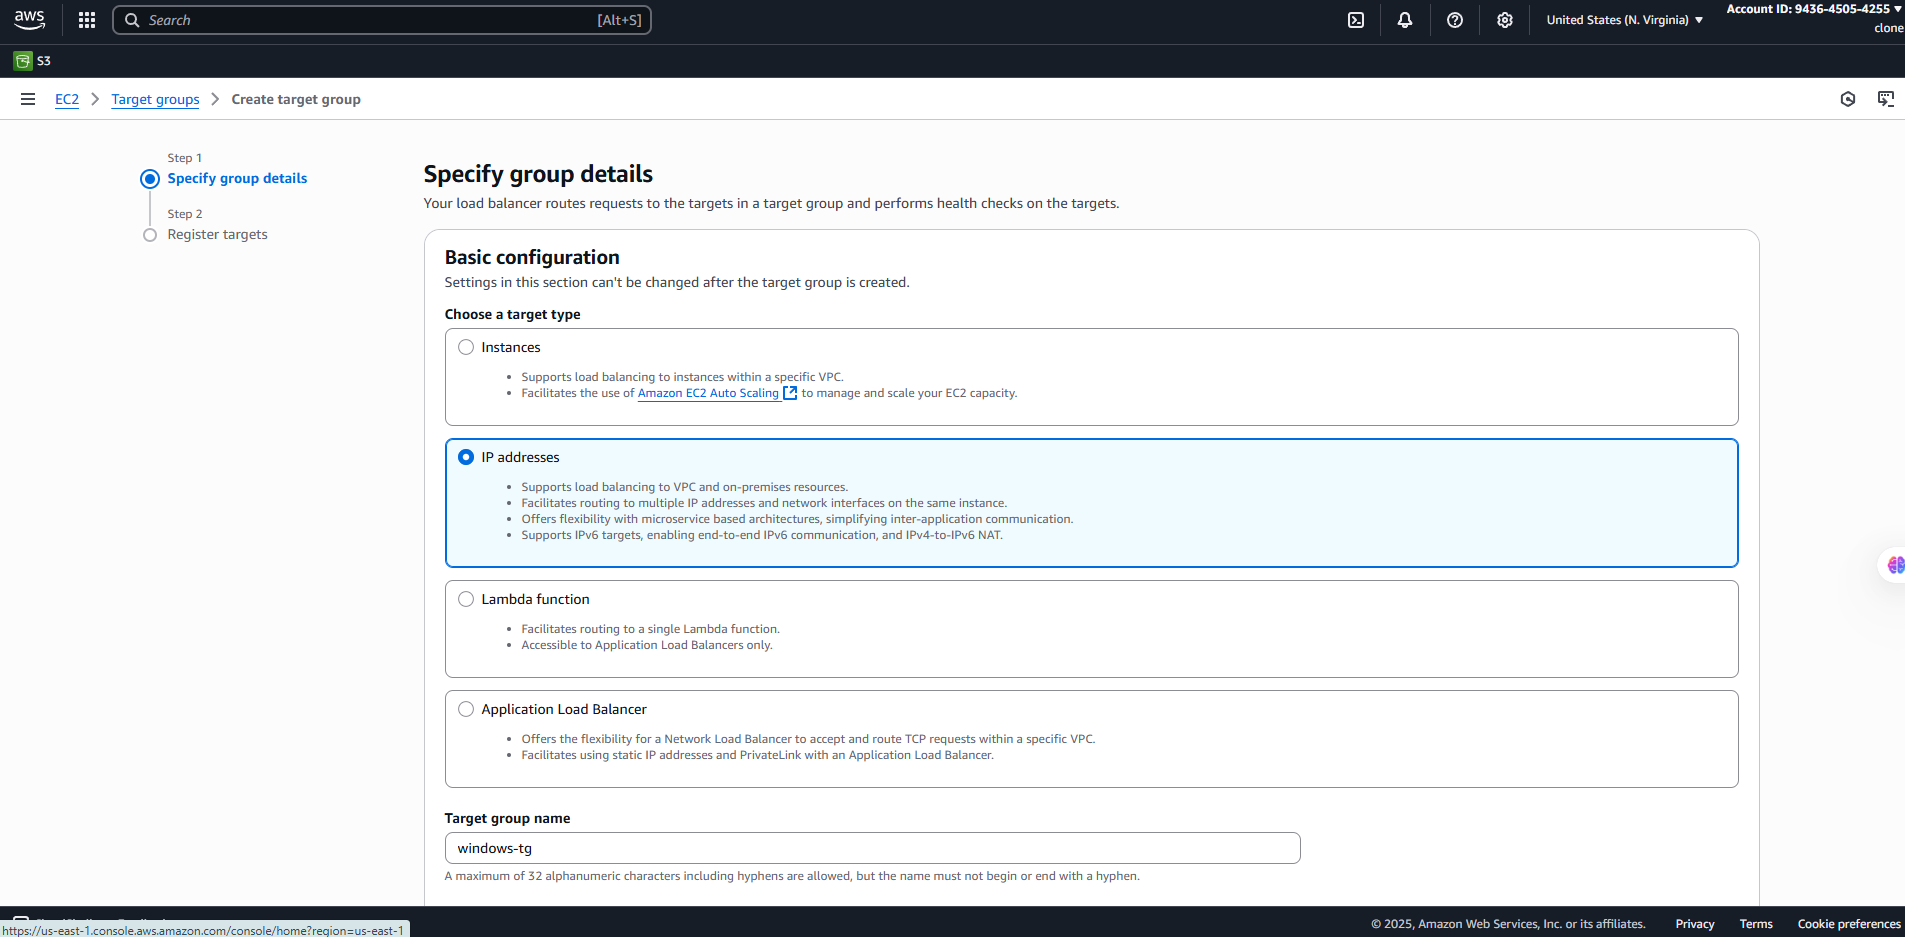 aws
Search
[Alt+S]
United States (N. Virginia)
Account ID: 9436-4505-4255
clone
S3
EC2
Target groups
Create target group
Step 1
Specify group details
Step 2
Register targets
Specify group details
Your load balancer routes requests to the targets in a target group and performs health checks on the targets.
Basic configuration
Settings in this section can't be changed after the target group is created.
Choose a target type
Instances
Supports load balancing to instances within a specific VPC.
Facilitates the use of Amazon EC2 Auto Scaling to manage and scale your EC2 capacity.
IP addresses
Supports load balancing to VPC and on-premises resources.
Facilitates routing to multiple IP addresses and network interfaces on the same instance.
Offers flexibility with microservice based architectures, simplifying inter-application communication.
Supports IPv6 targets, enabling end-to-end IPv6 communication, and IPv4-to-IPv6 NAT.
Lambda function
Facilitates routing to a single Lambda function.
Accessible to Application Load Balancers only.
Application Load Balancer
Offers the flexibility for a Network Load Balancer to accept and route TCP requests within a specific VPC.
Facilitates using static IP addresses and PrivateLink with an Application Load Balancer.
Target group name
windows-tg
A maximum of 32 alphanumeric characters including hyphens are allowed, but the name must not begin or end with a hyphen.
https://us-east-1.console.aws.amazon.com/console/home?region=us-east-1
© 2025, Amazon Web Services, Inc. or its affiliates.
Privacy
Terms
Cookie preferences